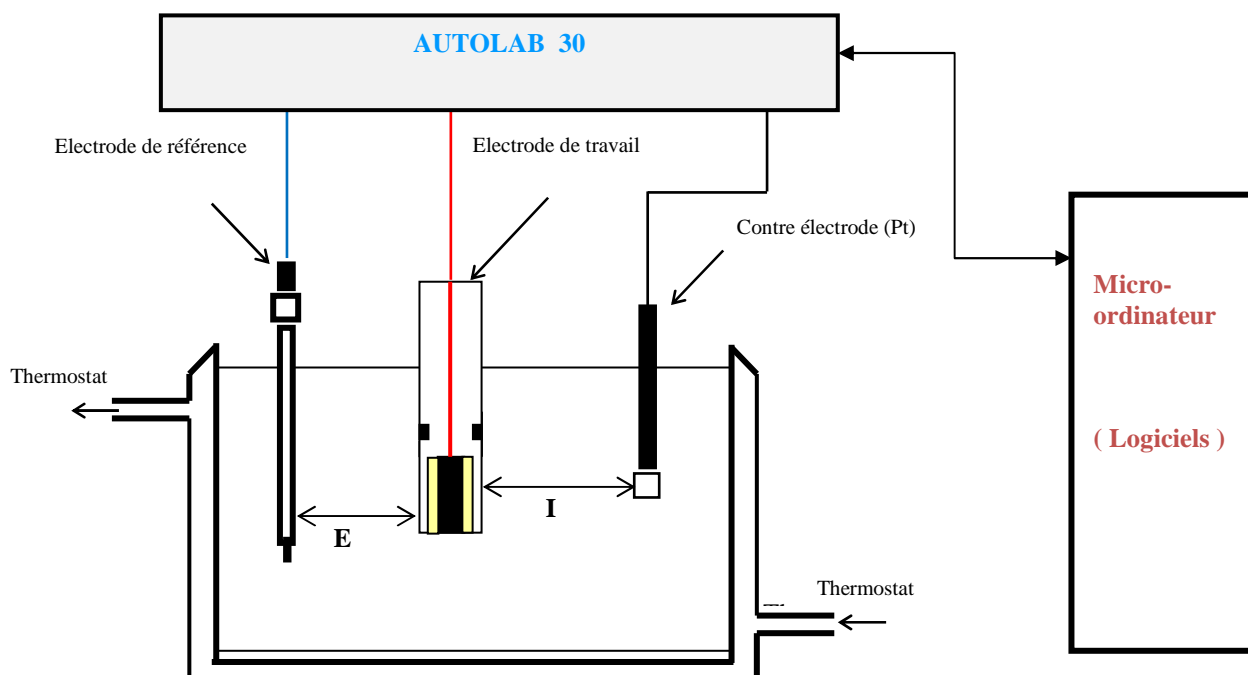 AUTOLAB 30
Electrode de référence
Electrode de travail
Contre électrode (Pt)
Micro-
ordinateur
Thermostat
( Logiciels )
I
E
Thermostat